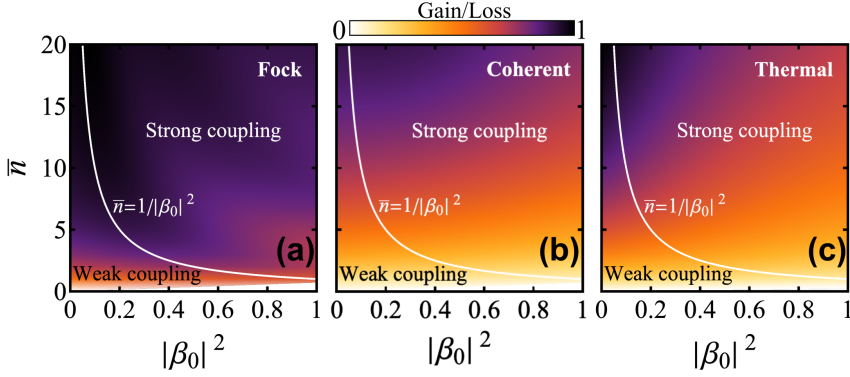 Gain/Loss
0 1
20
15
10
5
0
n̅
Fock
Strong coupling
n̅=1/|β₀| ²
(a)
Weak coupling
0 0.2 0.4 0.6 0.8 1
|β₀| ²
Coherent
Strong coupling
n̅=1/|β₀| ²
(b)
Weak coupling
0 0.2 0.4 0.6 0.8 1
|β₀| ²
Thermal
Strong coupling
n̅=1/|β₀| ²
(c)
Weak coupling
0 0.2 0.4 0.6 0.8 1
|β₀| ²